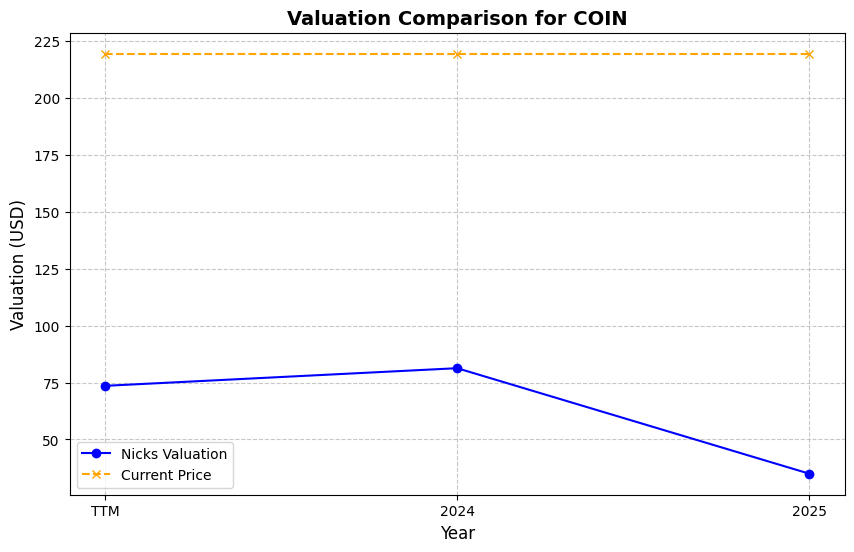 Valuation Comparison for COIN
225
200
175
150
125
100
75
50
Valuation (USD)
Nicks Valuation
Current Price
TTM
2024
2025
Year